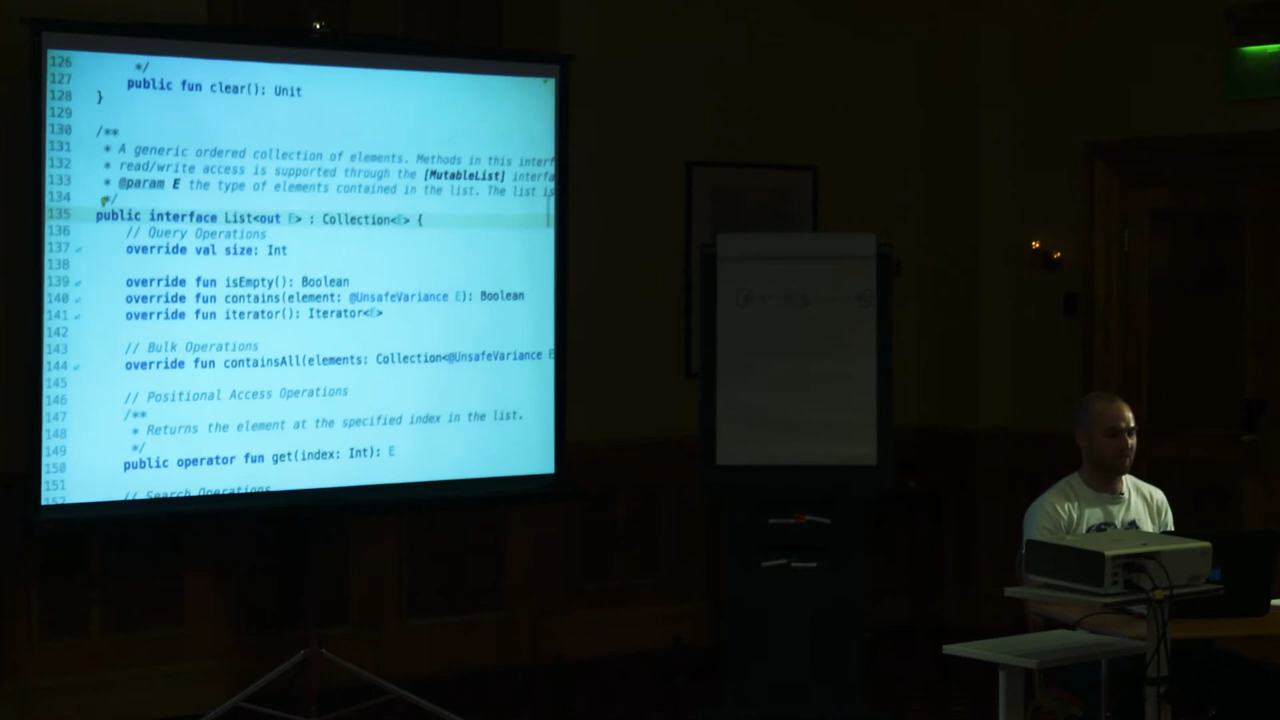 126 */
127 public fun clear(): Unit
128 }
129
130 /**
131 * A generic ordered collection of elements. Methods in this interf
132 * read/write access is supported through the [MutableList] interfa
133 * @param E the type of elements contained in the list. The list is
134 */
135 public interface List<out E> : Collection<E> {
136 // Query Operations
137 override val size: Int
138
139 override fun isEmpty(): Boolean
140 override fun contains(element: @UnsafeVariance E): Boolean
141 override fun iterator(): Iterator<E>
142
143 // Bulk Operations
144 override fun containsAll(elements: Collection<@UnsafeVariance E
145
146 // Positional Access Operations
147 /**
148 * Returns the element at the specified index in the list.
149 */
150 public operator fun get(index: Int): E
151
152 // Search Operations